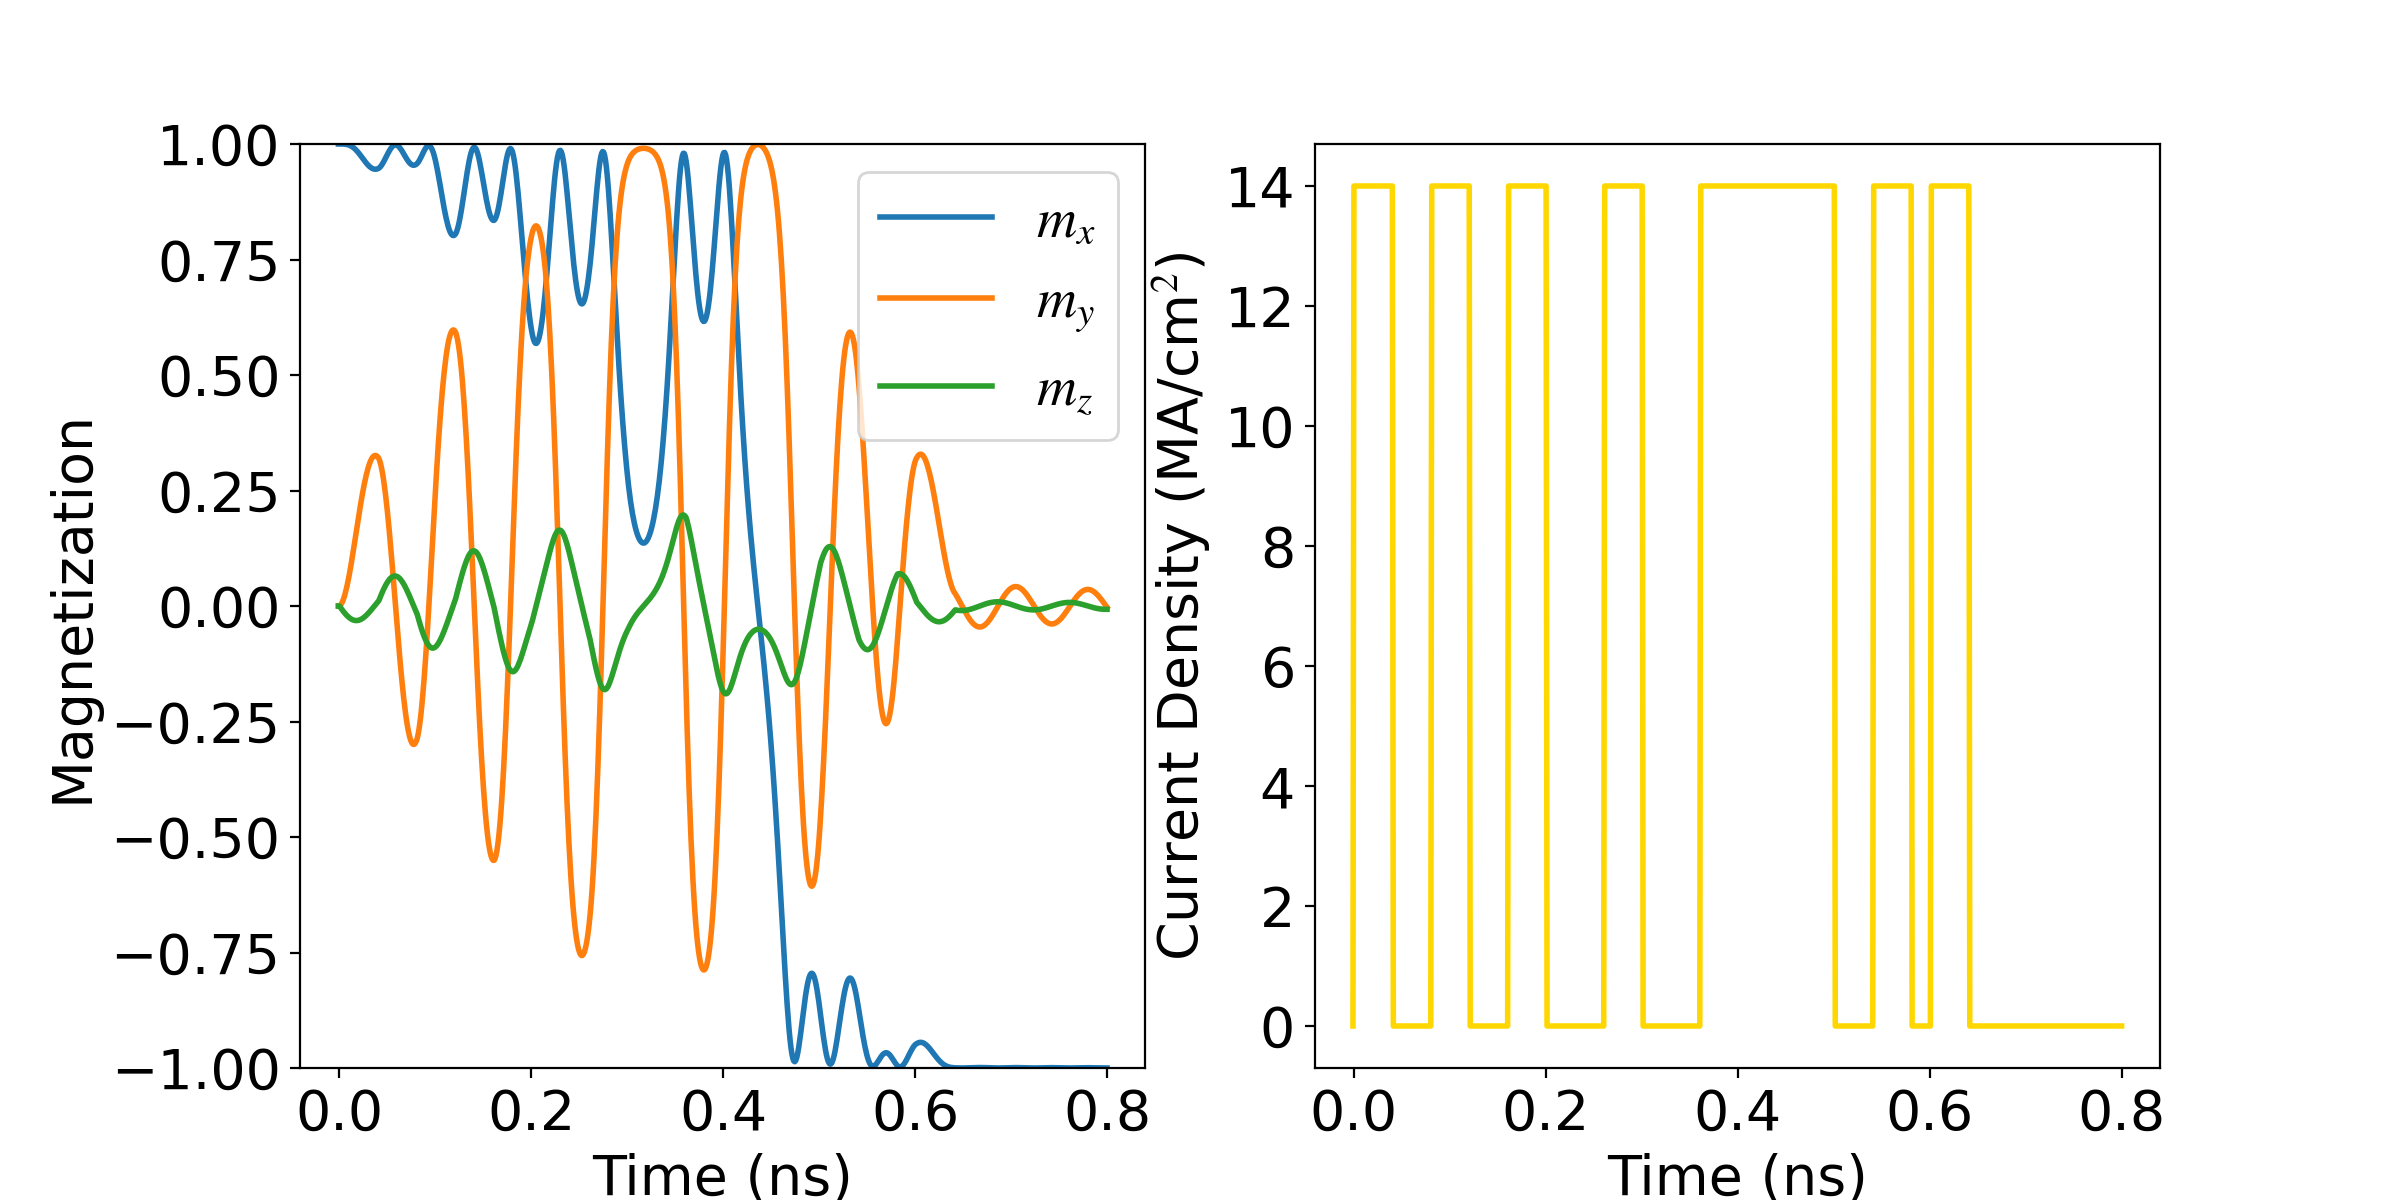 Magnetization
1.00
0.75
0.50
0.25
0.00
−0.25
−0.50
−0.75
−1.00
0.0 0.2 0.4 0.6 0.8
Time (ns)
m_x
m_y
m_z
Current Density (MA/cm²)
14
12
10
8
6
4
2
0
0.0 0.2 0.4 0.6 0.8
Time (ns)